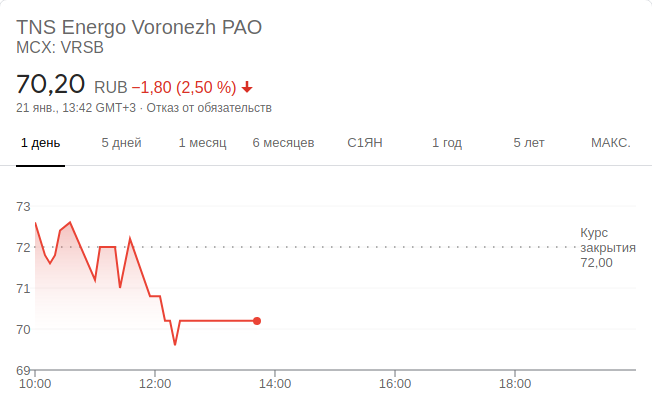 TNS Energo Voronezh PAO
MCX: VRSB
70,20 RUB −1,80 (2,50 %)
21 янв., 13:42 GMT+3 · Отказ от обязательств
1 день 5 дней 1 месяц 6 месяцев С1ЯН 1 год 5 лет МАКС.
73
72
71
70
69
Курс
закрытия
72,00
10:00 12:00 14:00 16:00 18:00